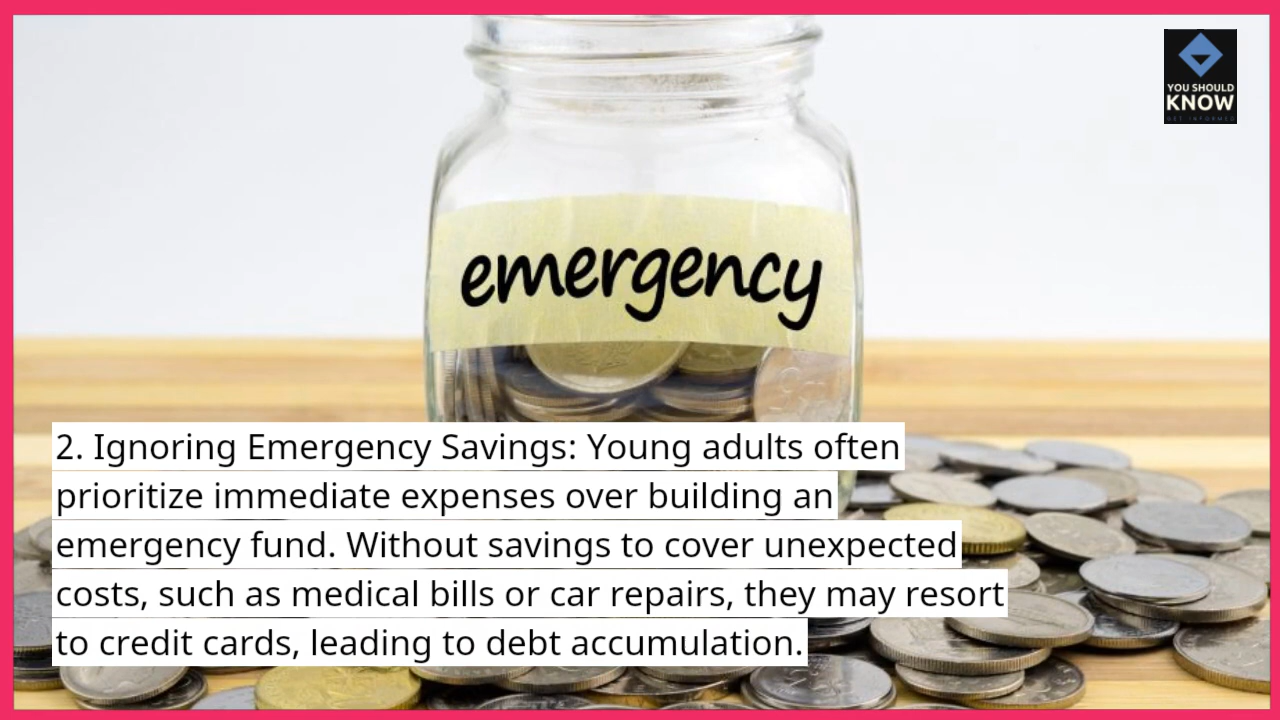 YOU SHOULD
KNOW
GET INFORMED
emergency
2. Ignoring Emergency Savings: Young adults often
prioritize immediate expenses over building an
emergency fund. Without savings to cover unexpected
costs, such as medical bills or car repairs, they may resort
to credit cards, leading to debt accumulation.